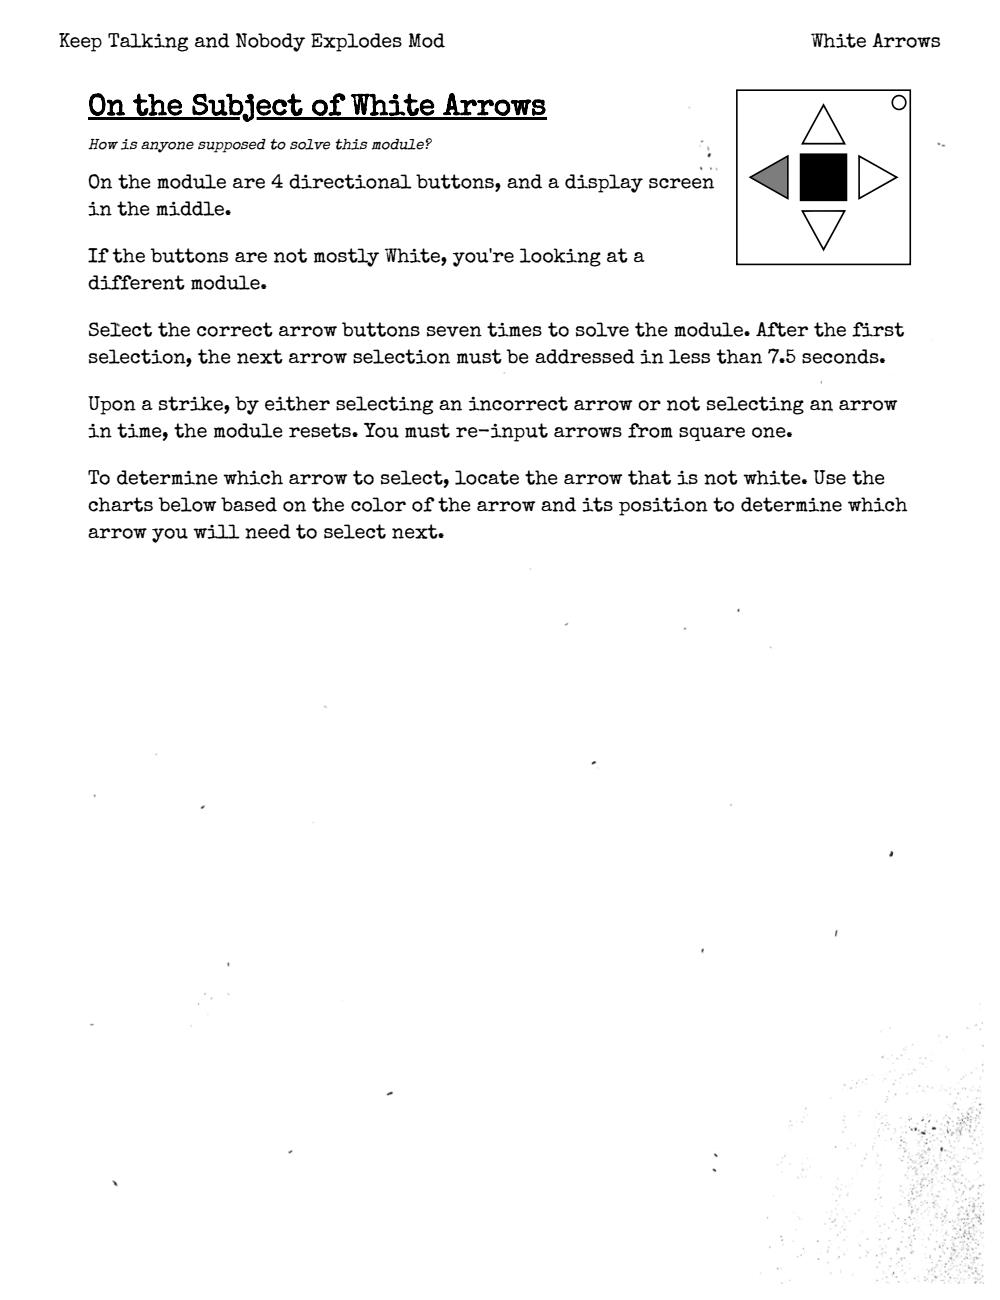 Keep Talking and Nobody Explodes Mod
White Arrows
On the Subject of White Arrows
How is anyone supposed to solve this module?
On the module are 4 directional buttons, and a display screen
in the middle.
If the buttons are not mostly White, you're looking at a
different module.
Select the correct arrow buttons seven times to solve the module. After the first
selection, the next arrow selection must be addressed in less than 7.5 seconds.
Upon a strike, by either selecting an incorrect arrow or not selecting an arrow
in time, the module resets. You must re-input arrows from square one.
To determine which arrow to select, locate the arrow that is not white. Use the
charts below based on the color of the arrow and its position to determine which
arrow you will need to select next.